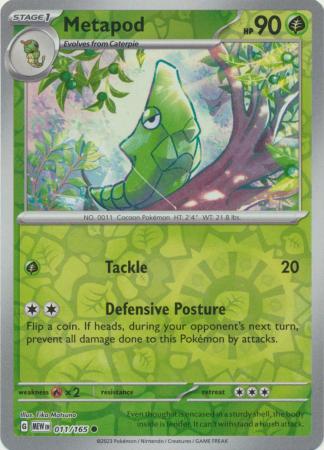 STAGE 1
Metapod
HP 90
Evolves from Caterpie
NO. 0011 Cocoon Pokémon HT: 2'4" WT: 21.8 lbs.
Tackle 20
Defensive Posture
Flip a coin. If heads, during your opponent's next turn,
prevent all damage done to this Pokémon by attacks.
weakness ×2 resistance retreat
Illus. Tika Matsuno
G MEW EN 011/165
Even though it is encased in a sturdy shell, the body
inside is tender. It can't withstand a harsh attack.
©2023 Pokémon / Nintendo / Creatures / GAME FREAK